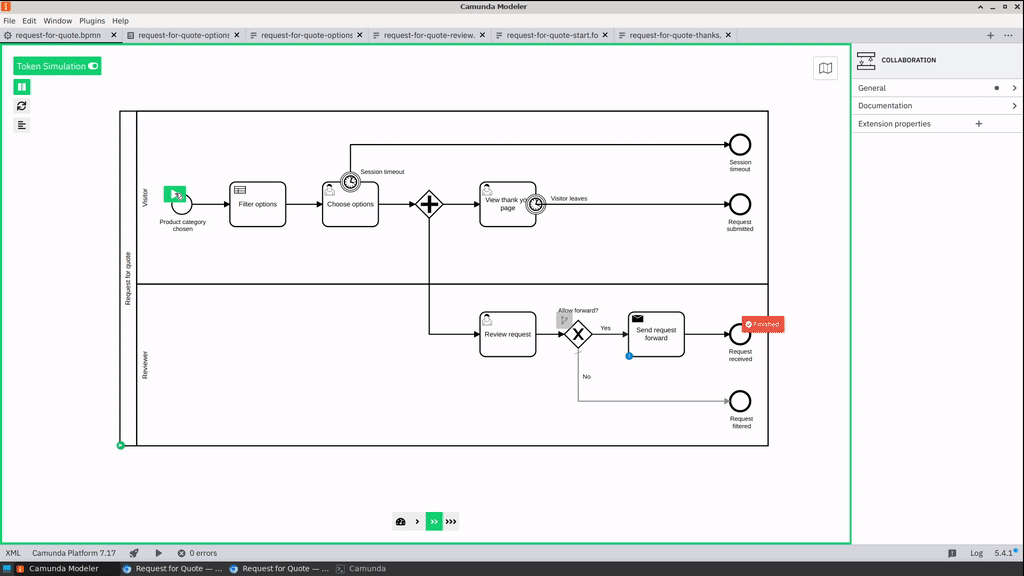 Camunda Modeler
File Edit Window Plugins Help
request-for-quote.bpmn
request-for-quote-options
request-for-quote-options
request-for-quote-review.
request-for-quote-start.fo
request-for-quote-thanks.
Token Simulation
COLLABORATION
General
Documentation
Extension properties
Request for quote
Visitor
Product category
chosen
Filter options
Choose options
Session timeout
View thank yo
page
Visitor leaves
Session
timeout
Request
submitted
Reviewer
Review request
Allow forward?
Yes
No
Send request
forward
Finished
Request
received
Request
filtered
XML
Camunda Platform 7.17
0 errors
Log
5.4.1
Camunda Modeler
Request for Quote — ...
Request for Quote — ...
Camunda